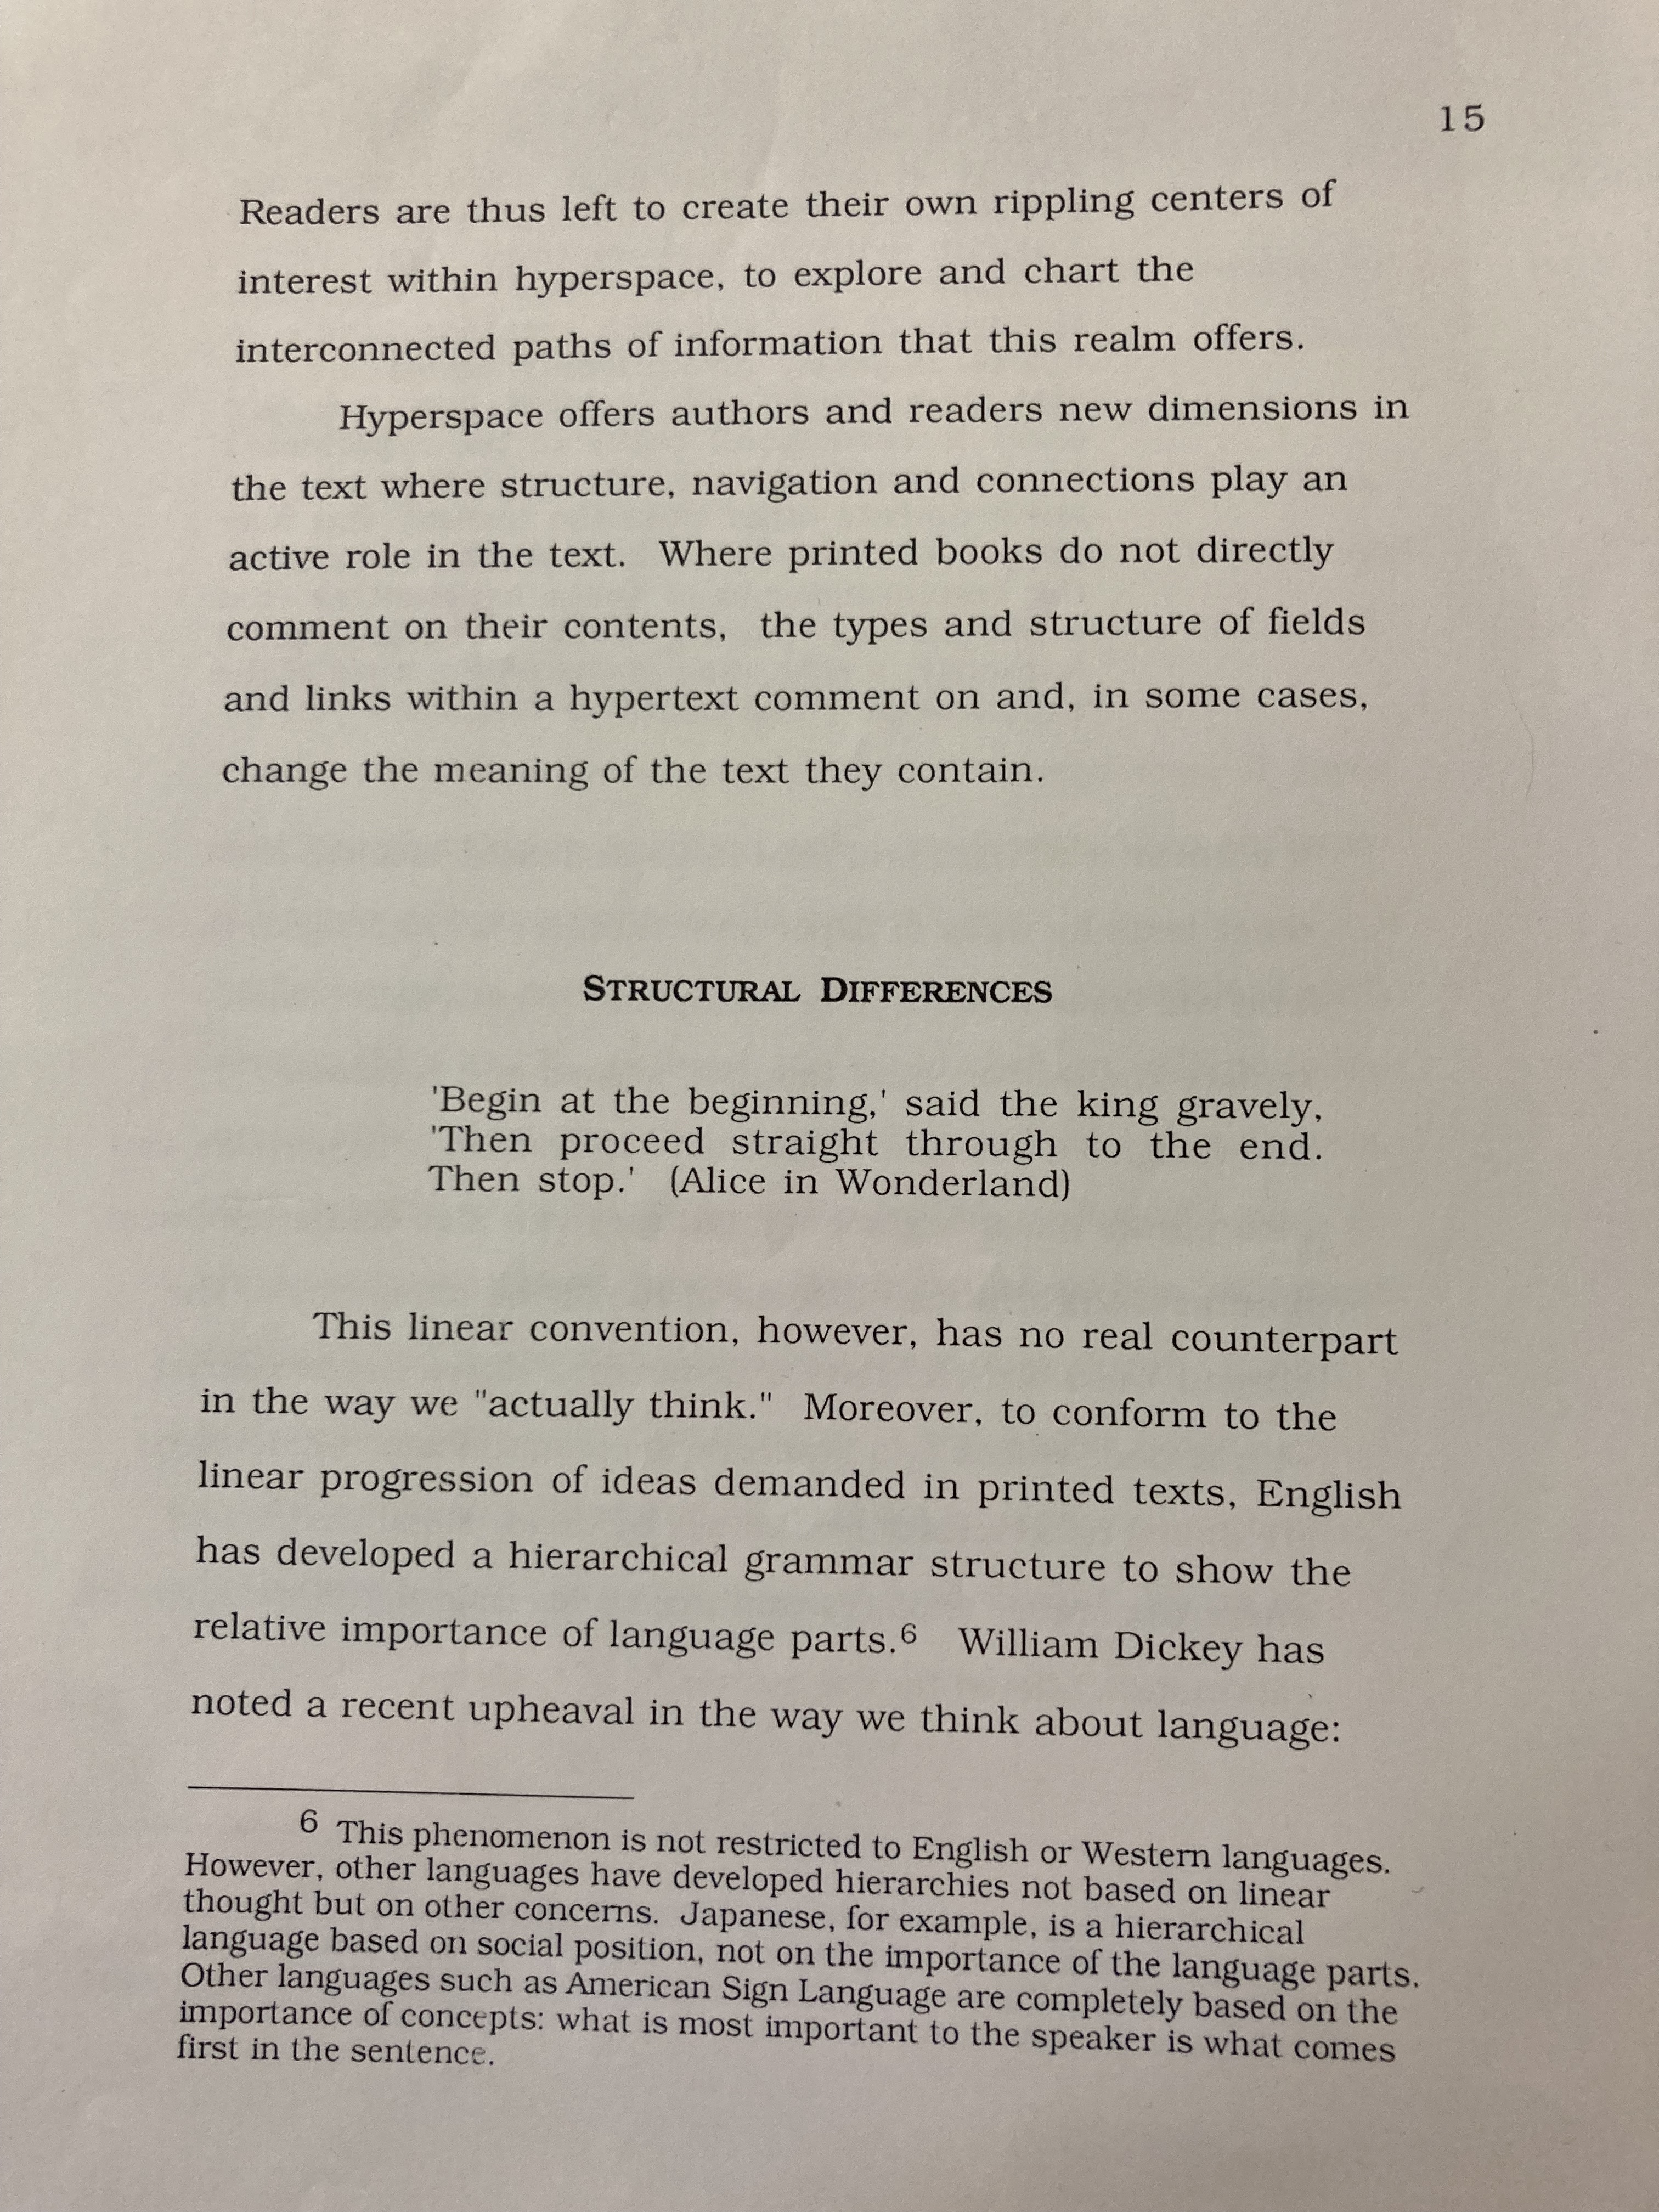 15
Readers are thus left to create their own rippling centers of
interest within hyperspace, to explore and chart the
interconnected paths of information that this realm offers.
Hyperspace offers authors and readers new dimensions in
the text where structure, navigation and connections play an
active role in the text.  Where printed books do not directly
comment on their contents,  the types and structure of fields
and links within a hypertext comment on and, in some cases,
change the meaning of the text they contain.
STRUCTURAL DIFFERENCES
'Begin at the beginning,' said the king gravely,
'Then proceed straight through to the end.
Then stop.'  (Alice in Wonderland)
This linear convention, however, has no real counterpart
in the way we "actually think."  Moreover, to conform to the
linear progression of ideas demanded in printed texts, English
has developed a hierarchical grammar structure to show the
relative importance of language parts.6  William Dickey has
noted a recent upheaval in the way we think about language:
6 This phenomenon is not restricted to English or Western languages.
However, other languages have developed hierarchies not based on linear
thought but on other concerns.  Japanese, for example, is a hierarchical
language based on social position, not on the importance of the language parts.
Other languages such as American Sign Language are completely based on the
importance of concepts: what is most important to the speaker is what comes
first in the sentence.